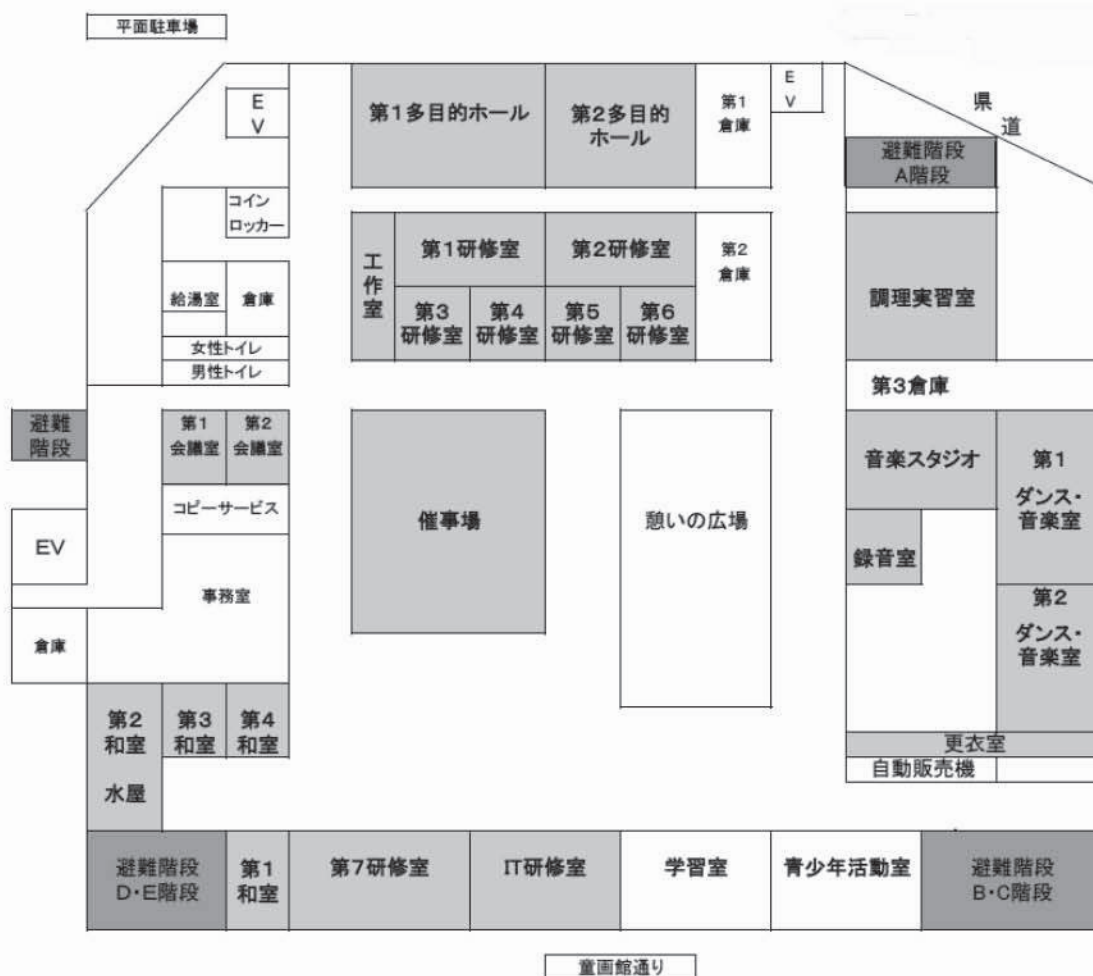 平面駐車場
E
V
第1多目的ホール
第2多目的
ホール
第1
倉庫
E
V
県
道
避難階段
A階段
コイン
ロッカー
工
作
室
第1研修室
第2研修室
第2
倉庫
調理実習室
給湯室
倉庫
第3
研修室
第4
研修室
第5
研修室
第6
研修室
女性トイレ
男性トイレ
第3倉庫
避難
階段
第1
会議室
第2
会議室
音楽スタジオ
第1
ダンス・
音楽室
コピーサービス
催事場
憩いの広場
EV
録音室
事務室
第2
ダンス・
音楽室
倉庫
第2
和室
水屋
第3
和室
第4
和室
更衣室
自動販売機
避難階段
D・E階段
第1
和室
第7研修室
IT研修室
学習室
青少年活動室
避難階段
B・C階段
童画館通り